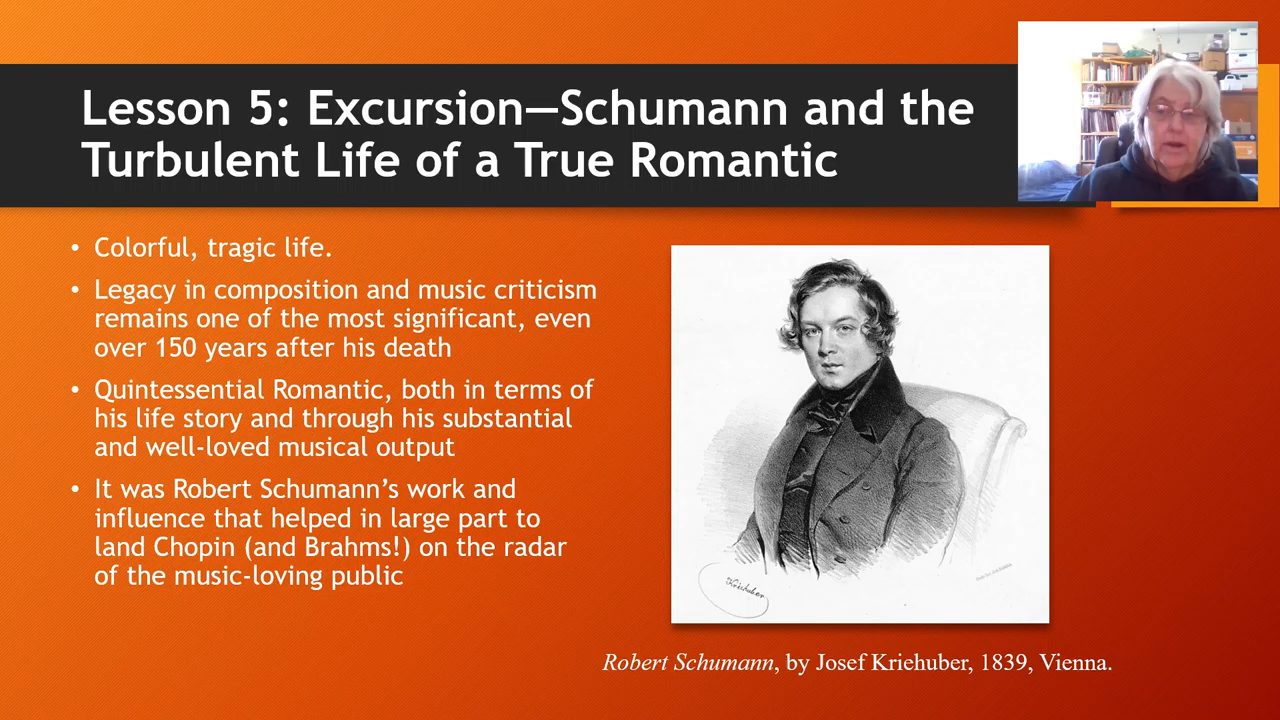 Lesson 5: Excursion—Schumann and the
Turbulent Life of a True Romantic
• Colorful, tragic life.
• Legacy in composition and music criticism
remains one of the most significant, even
over 150 years after his death
• Quintessential Romantic, both in terms of
his life story and through his substantial
and well-loved musical output
• It was Robert Schumann’s work and
influence that helped in large part to
land Chopin (and Brahms!) on the radar
of the music-loving public
Kriehuber
Robert Schumann, by Josef Kriehuber, 1839, Vienna.